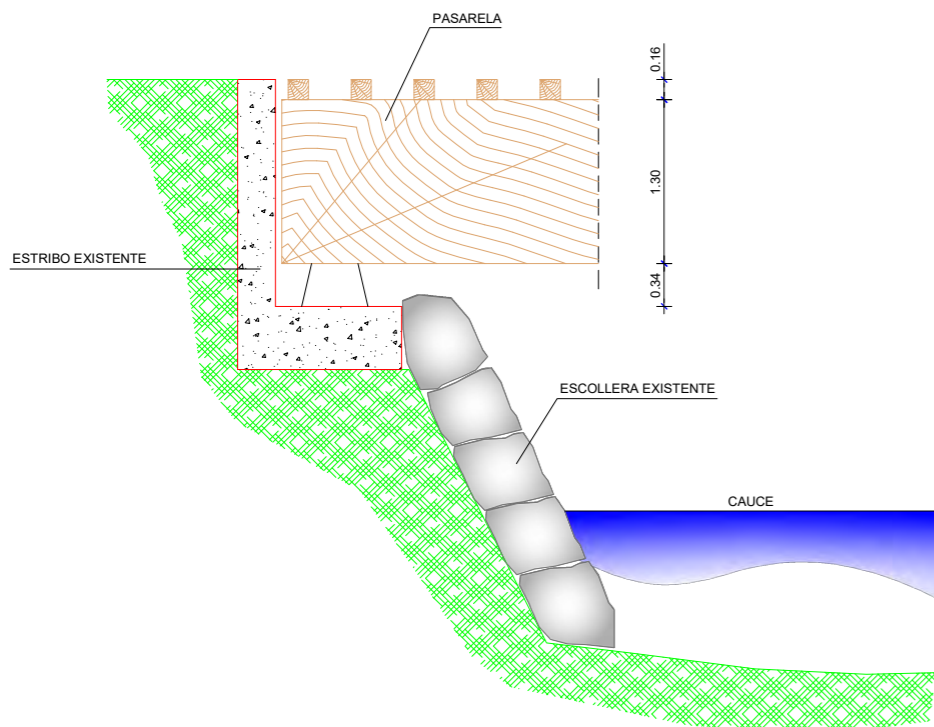 PASARELA
0.16
1.30
ESTRIBO EXISTENTE
0.34
ESCOLLERA EXISTENTE
CAUCE